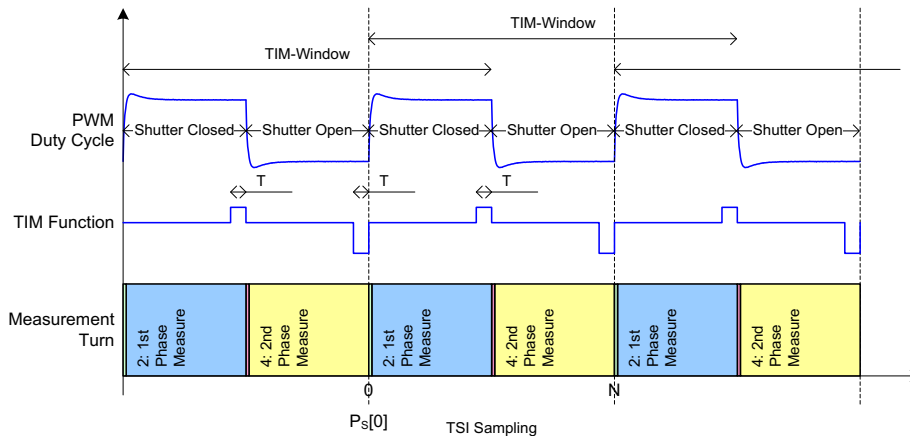 TIM-Window
TIM-Window
PWM
Duty Cycle
Shutter Closed
Shutter Open
Shutter Closed
Shutter Open
Shutter Closed
Shutter Open
T
T
T
TIM Function
Measurement
Turn
2: 1st
Phase
Measure
4: 2nd
Phase
Measure
2: 1st
Phase
Measure
4: 2nd
Phase
Measure
2: 1st
Phase
Measure
4: 2nd
Phase
Measure
0
N
PS[0]
TSI Sampling